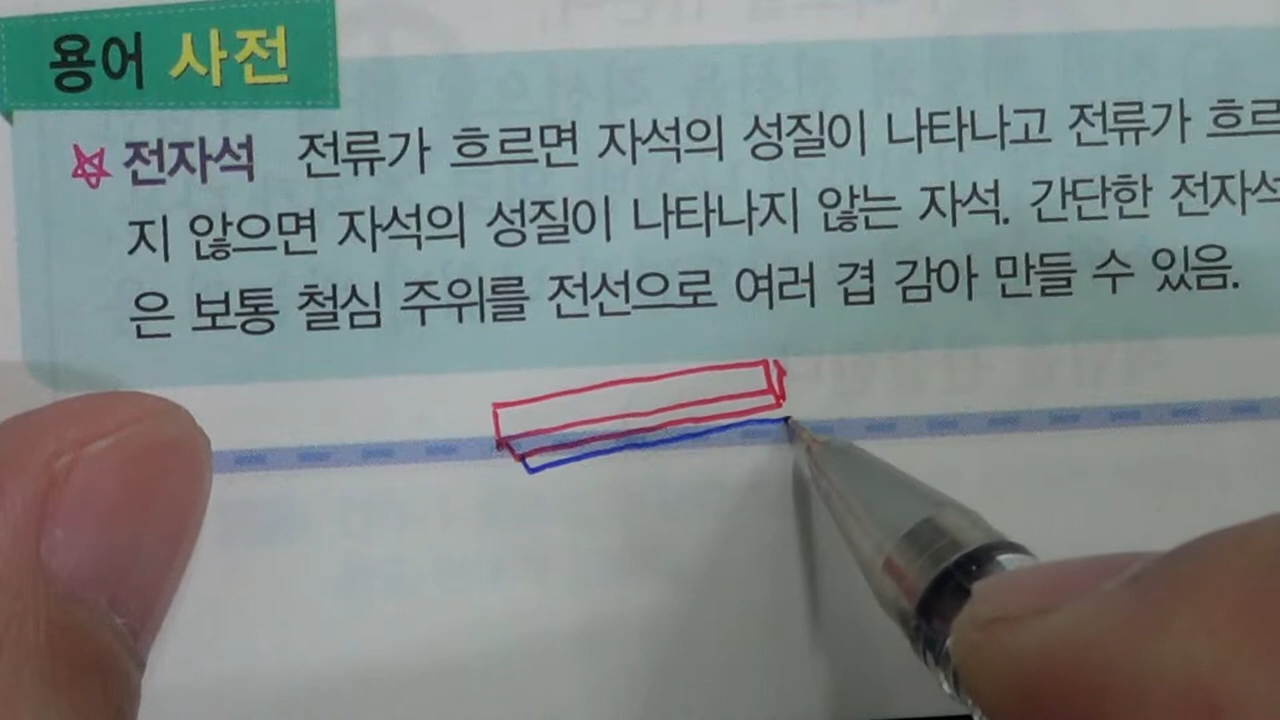 용어 사전
전자석 전류가 흐르면 자석의 성질이 나타나고 전류가 흐르
지 않으면 자석의 성질이 나타나지 않는 자석. 간단한 전자석
은 보통 철심 주위를 전선으로 여러 겹 감아 만들 수 있음.